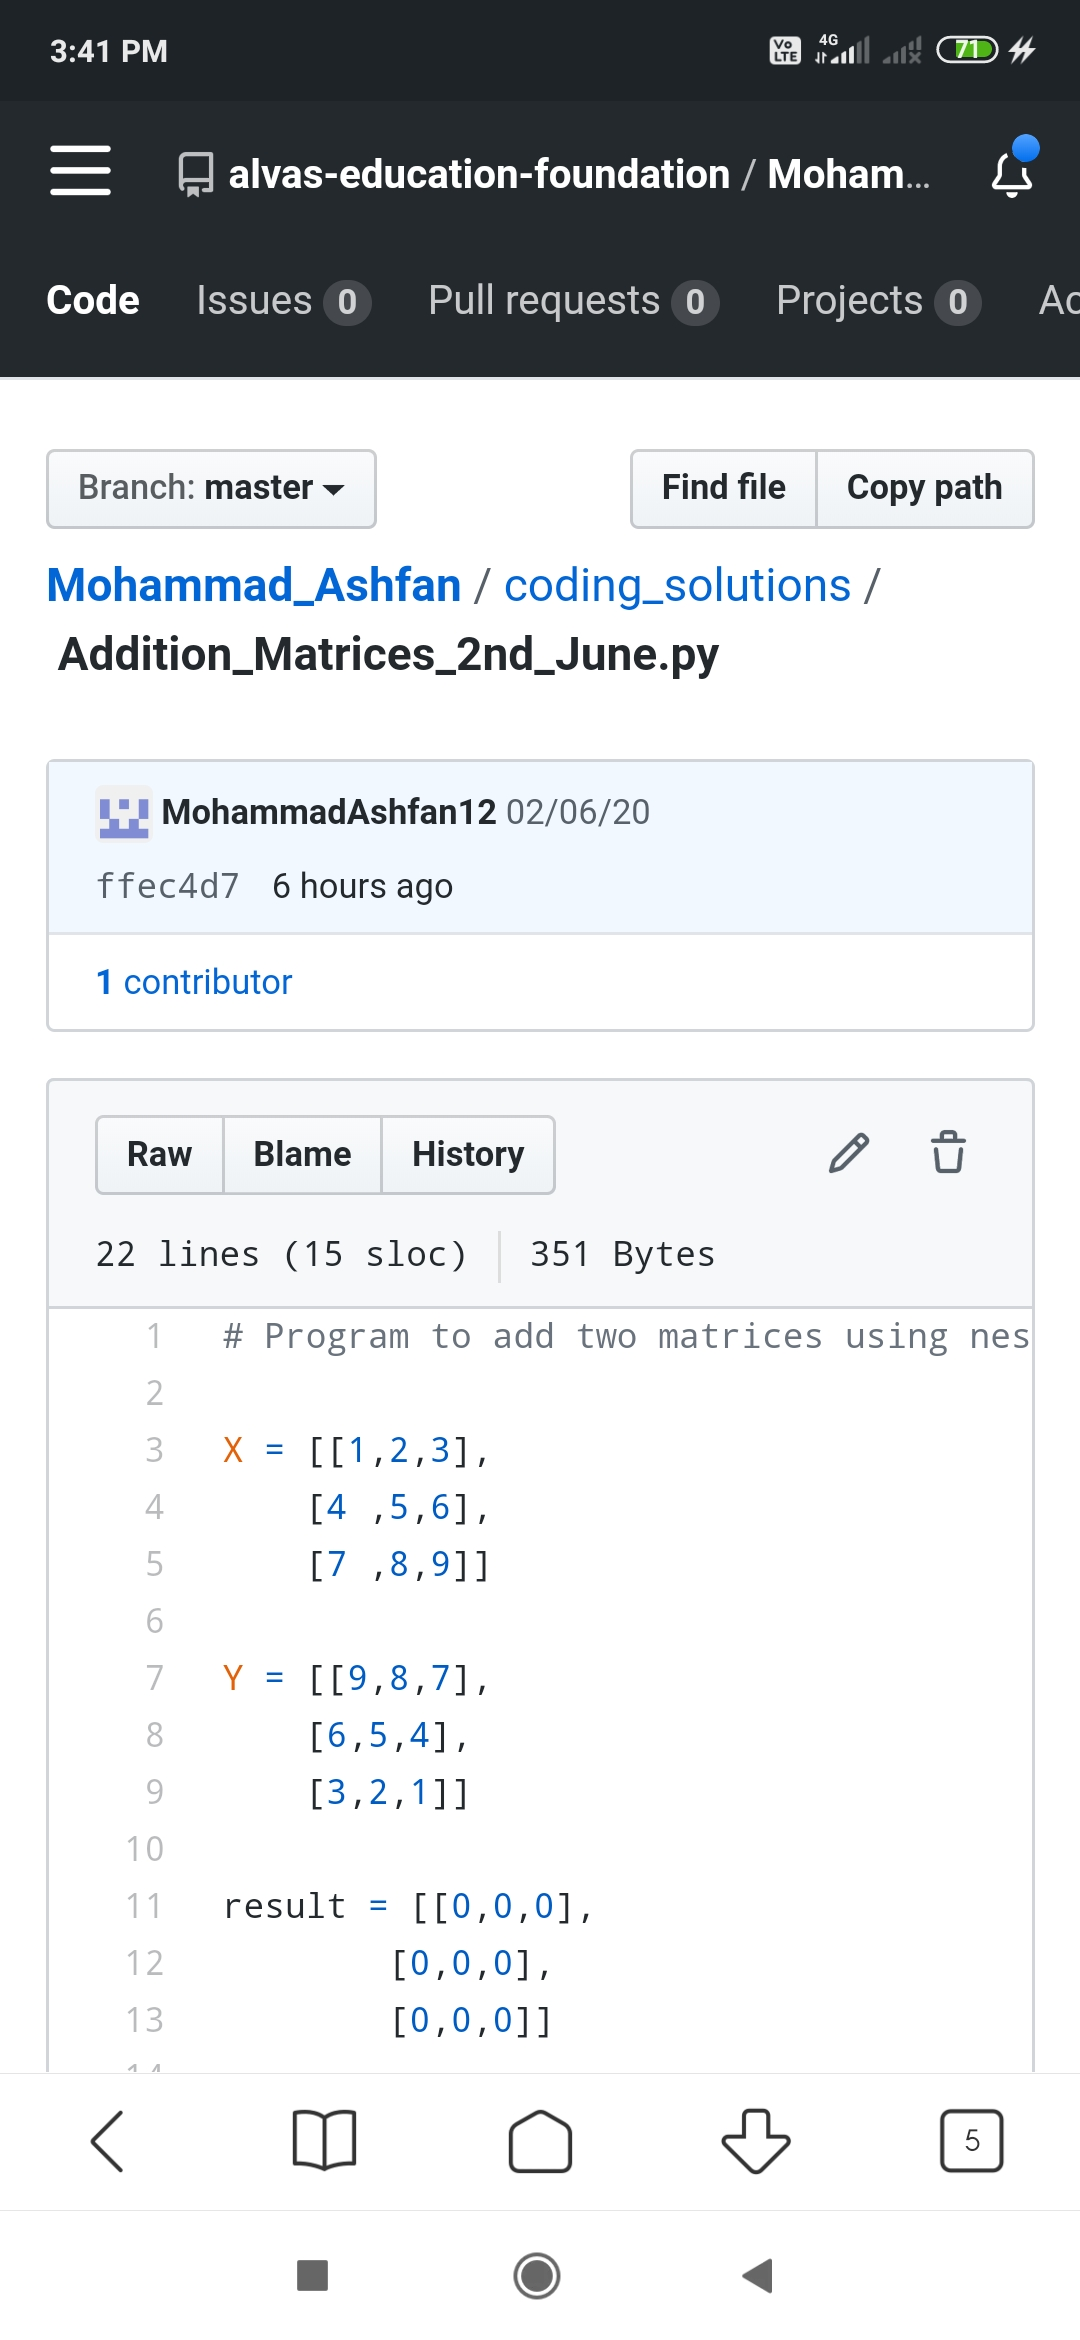 3:41 PM
Vo LTE 4G 71
alvas-education-foundation / Moham...
Code Issues 0 Pull requests 0 Projects 0 Ac
Branch: master Find file Copy path
Mohammad_Ashfan / coding_solutions /
Addition_Matrices_2nd_June.py
MohammadAshfan12 02/06/20
ffec4d7 6 hours ago
1 contributor
Raw Blame History
22 lines (15 sloc) 351 Bytes
1 # Program to add two matrices using nes
2
3 X = [[1,2,3],
4 [4 ,5,6],
5 [7 ,8,9]]
6
7 Y = [[9,8,7],
8 [6,5,4],
9 [3,2,1]]
10
11 result = [[0,0,0],
12 [0,0,0],
13 [0,0,0]]
14
5